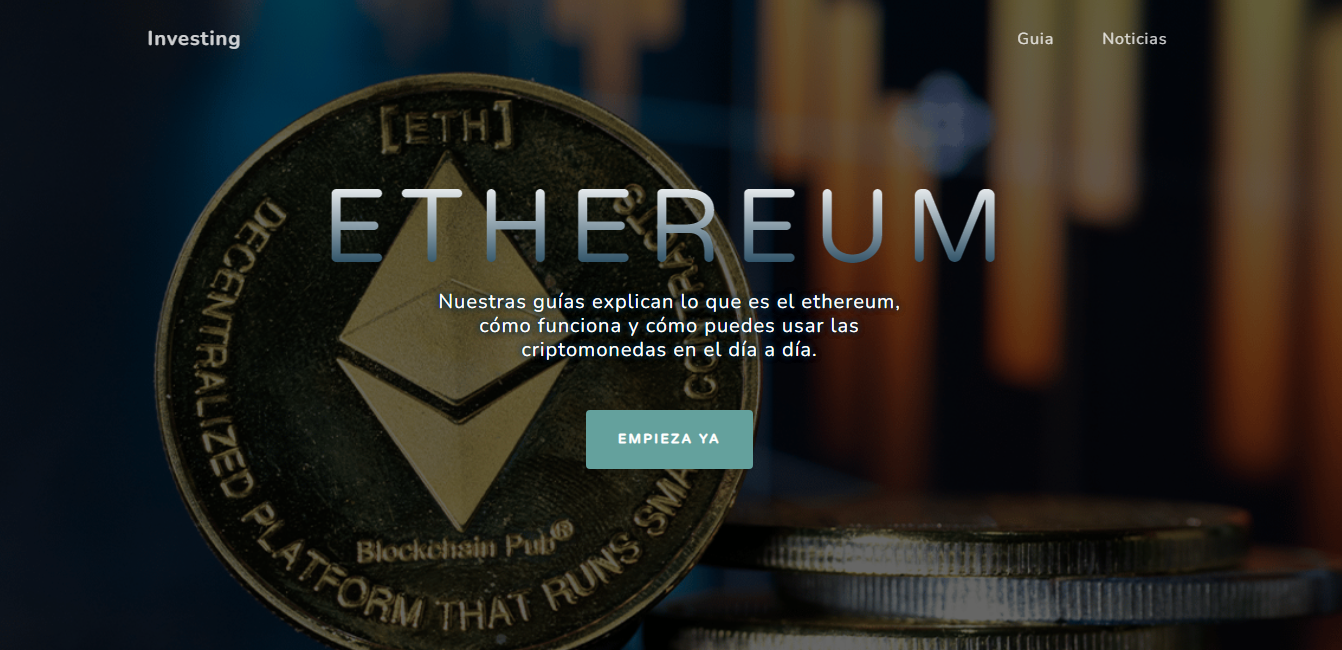 Investing
Guia
Noticias
[ETH]
ETHEREUM
Nuestras guías explican lo que es el ethereum,
cómo funciona y cómo puedes usar las
criptomonedas en el día a día.
EMPIEZA YA
DECENTRALIZED PLATFORM THAT RUNS SMA CONTRACTS
Blockchain Pub®